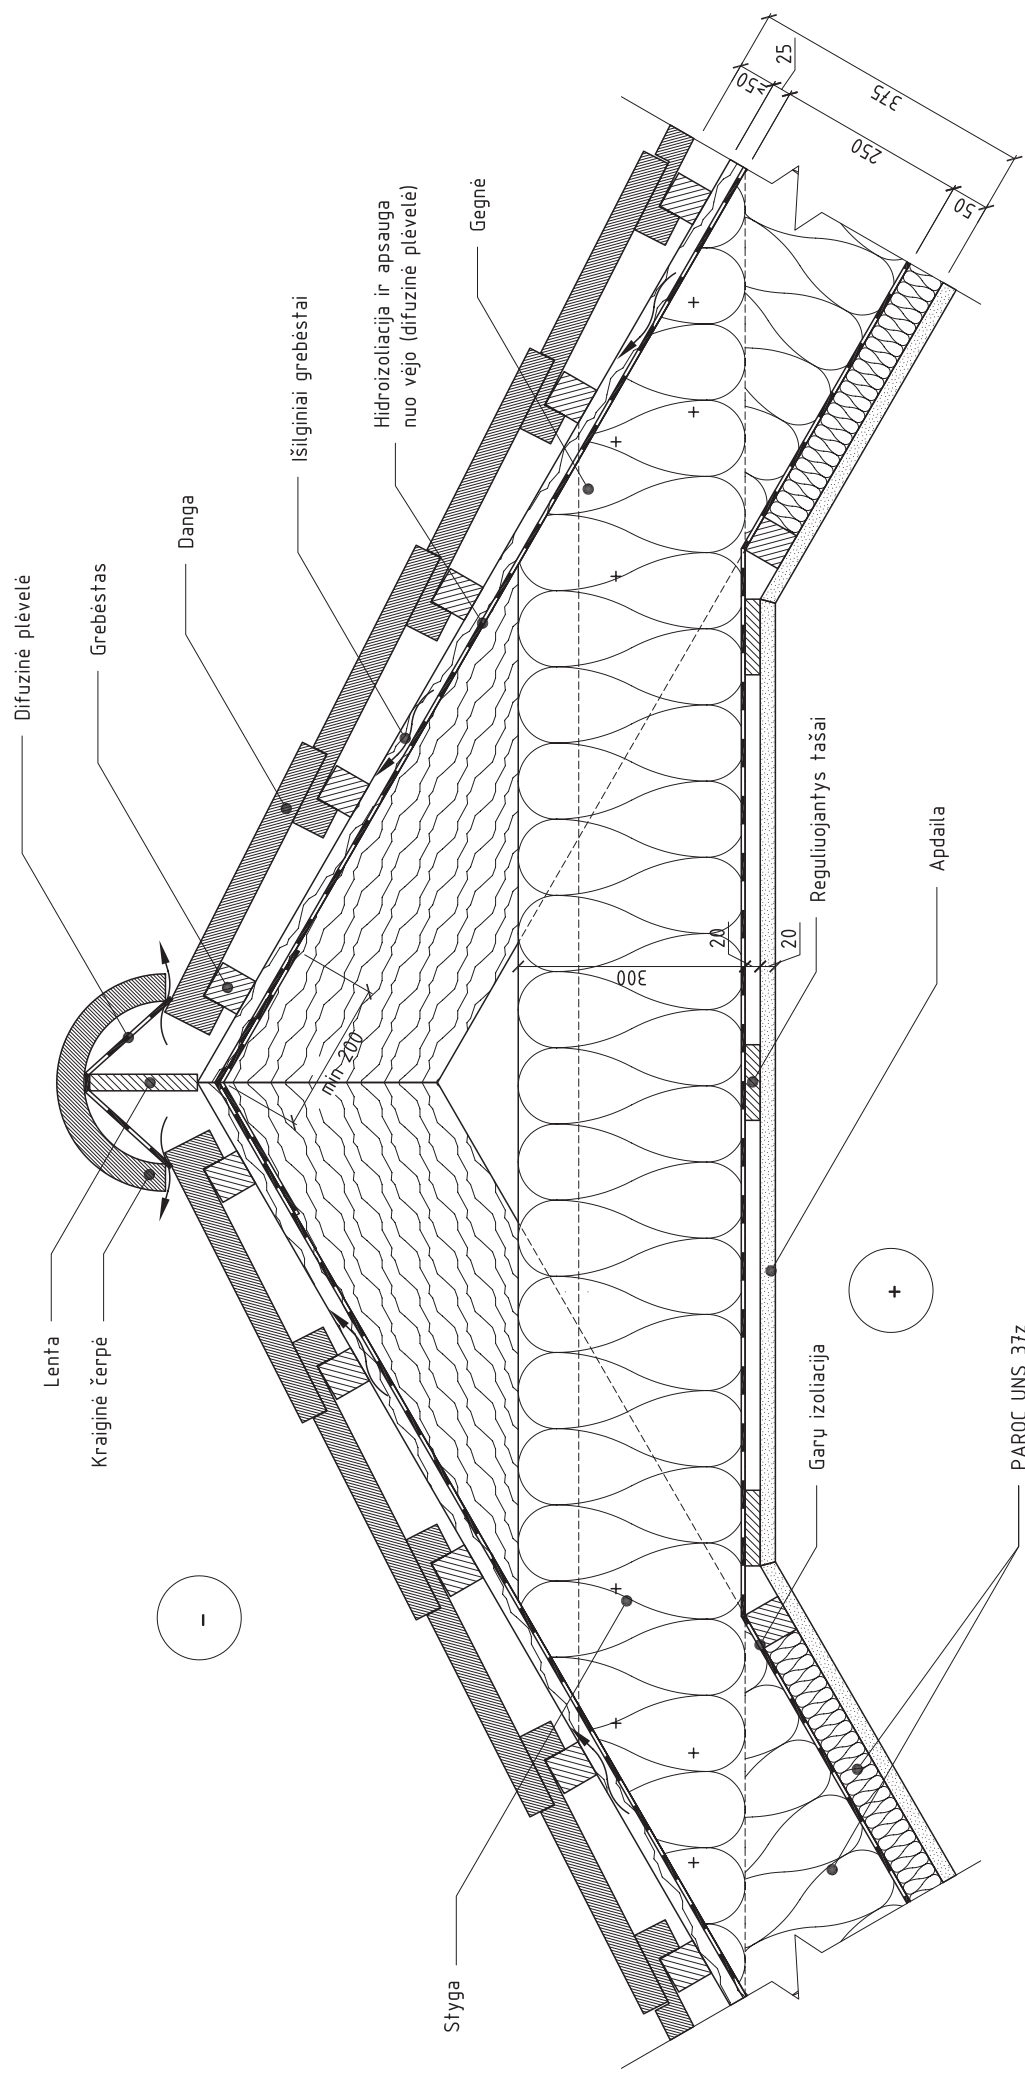 Difuzinė plėvelė
Grebėstas
Danga
Išilginiai grebėstai
Hidroizoliacija ir apsauga
nuo vėjo (difuzinė plėvelė)
Gegnė
Lenta
Kraiginė čerpė
Styga
Garų izoliacija
Reguliuojantys tašai
Apdaila
PAROC UNS 37z
min 200
300
20
20
≥50
25
375
250
50
-
+